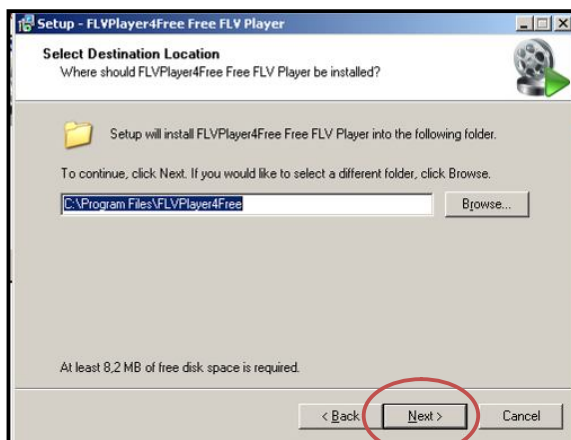 Setup - FLVPlayer4Free Free FLV Player
Select Destination Location
Where should FLVPlayer4Free Free FLV Player be installed?
Setup will install FLVPlayer4Free Free FLV Player into the following folder.
To continue, click Next. If you would like to select a different folder, click Browse.
C:\Program Files\FLVPlayer4Free
Browse...
At least 8,2 MB of free disk space is required.
< Back Next > Cancel